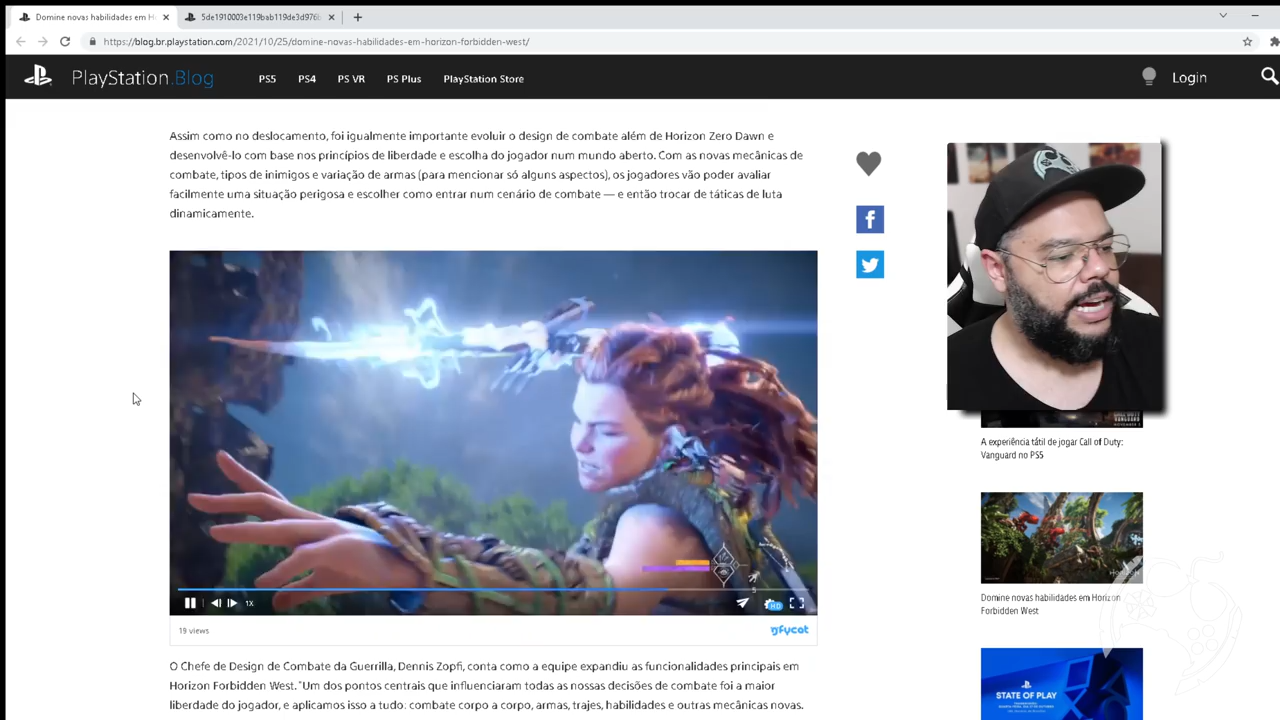 Domine novas habilidades em H
5de1910003e119bab119de3d976b
https://blog.br.playstation.com/2021/10/25/domine-novas-habilidades-em-horizon-forbidden-west/
PlayStation.Blog
PS5
PS4
PS VR
PS Plus
PlayStation Store
Login
Assim como no deslocamento, foi igualmente importante evoluir o design de combate além de Horizon Zero Dawn e
desenvolvê-lo com base nos princípios de liberdade e escolha do jogador num mundo aberto. Com as novas mecânicas de
combate, tipos de inimigos e variação de armas (para mencionar só alguns aspectos), os jogadores vão poder avaliar
facilmente uma situação perigosa e escolher como entrar num cenário de combate — e então trocar de táticas de luta
dinamicamente.
1X
HD
19 views
gfycat
O Chefe de Design de Combate da Guerrilla, Dennis Zopfi, conta como a equipe expandiu as funcionalidades principais em
Horizon Forbidden West. "Um dos pontos centrais que influenciaram todas as nossas decisões de combate foi a maior
liberdade do jogador, e isso se aplicou a tudo: combate corpo a corpo, armas, trajes, habilidades e outras mecânicas novas.
A experiência tátil de jogar Call of Duty:
Vanguard no PS5
HORIZON
Domine novas habilidades em Horizon
Forbidden West
STATE OF PLAY